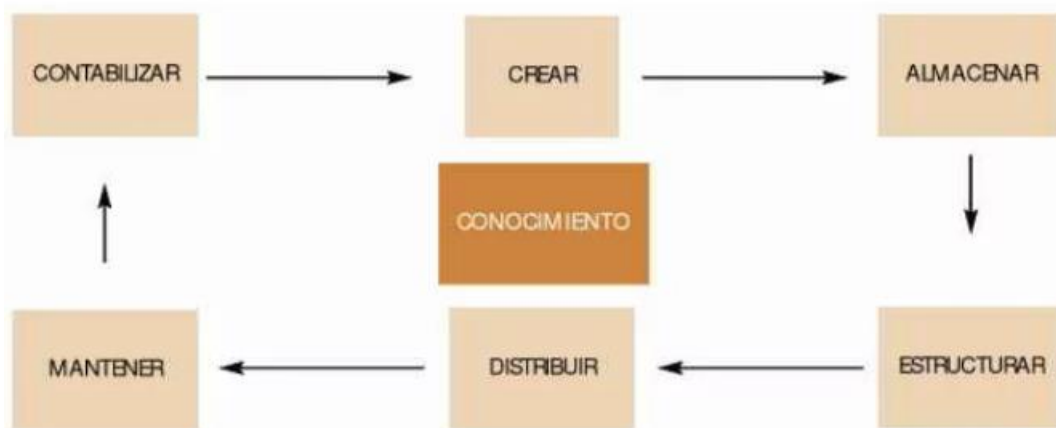 CONTABILIZAR
CREAR
ALMACENAR
CONOCIMIENTO
MANTENER
DISTRIBUIR
ESTRUCTURAR